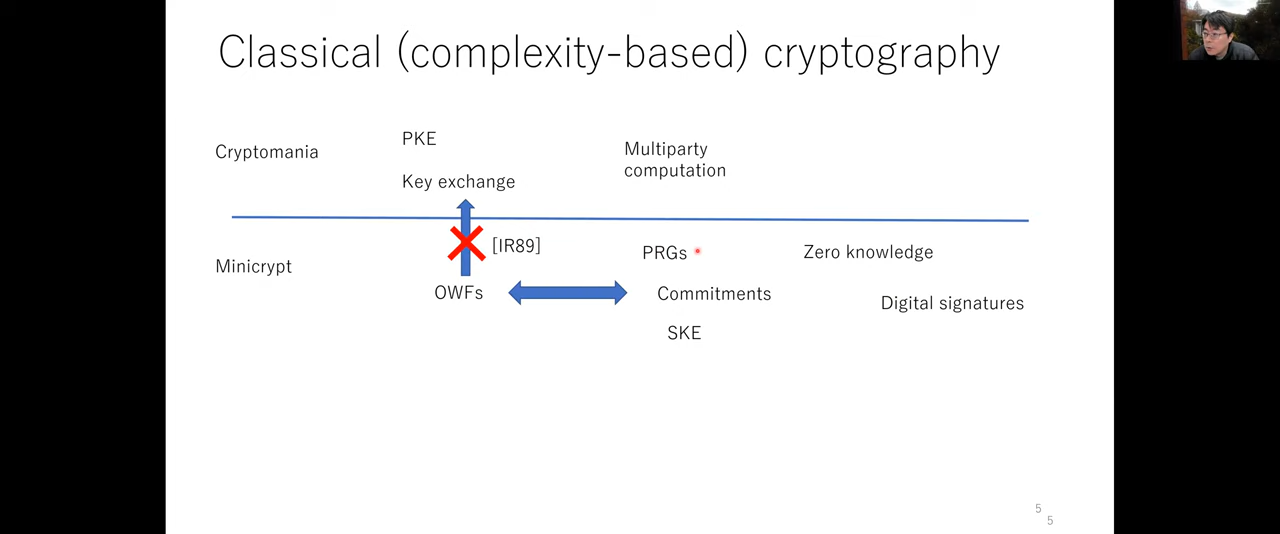 Classical (complexity-based) cryptography
Cryptomania
PKE
Key exchange
Multiparty
computation
Minicrypt
[IR89]
OWFs
PRGs
Commitments
SKE
Zero knowledge
Digital signatures
5
5